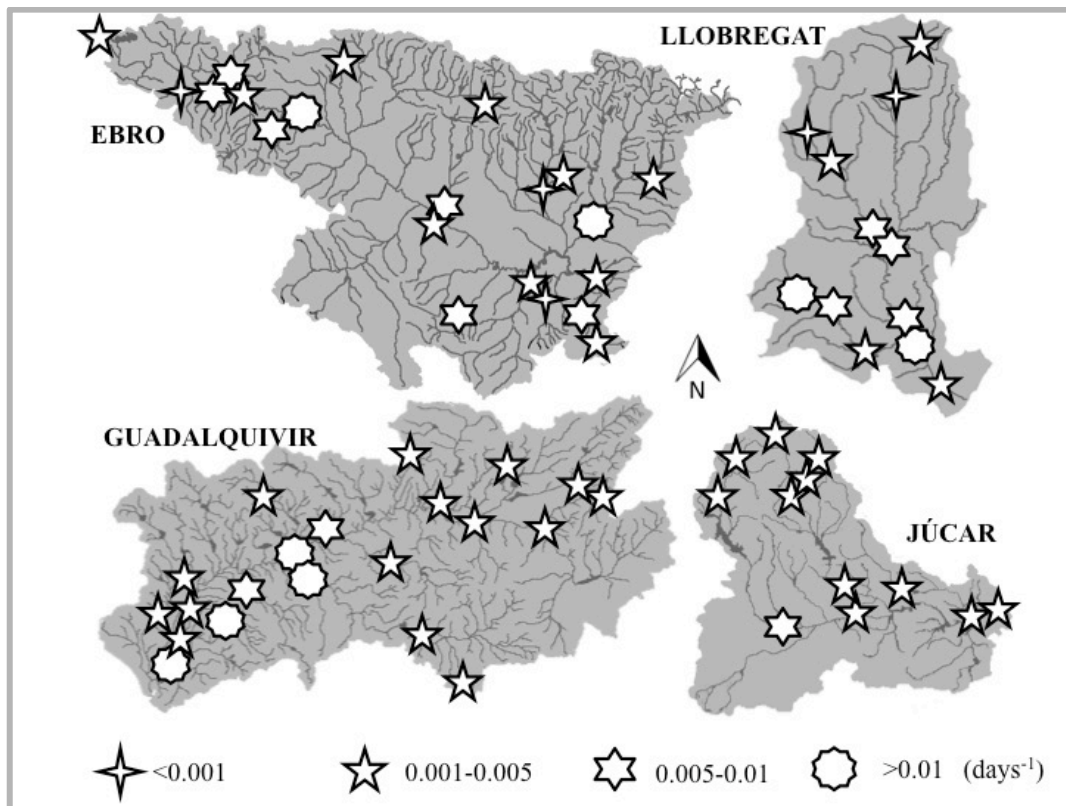 LLOBREGAT
EBRO
N
GUADALQUIVIR
JÚCAR
<0.001 0.001-0.005 0.005-0.01 >0.01 (days⁻¹)